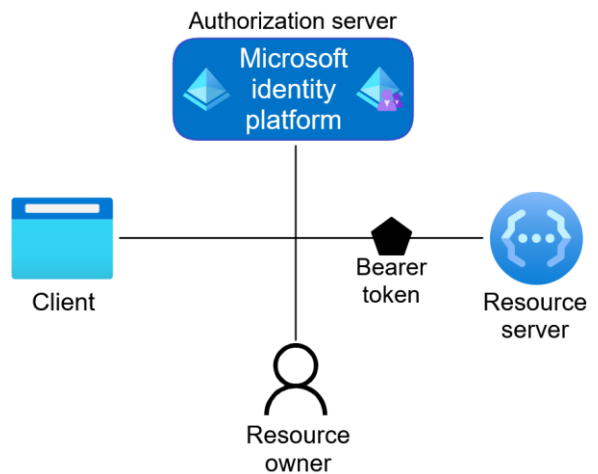 Authorization server
Microsoft
identity
platform
Client
Bearer
token
Resource
server
Resource
owner